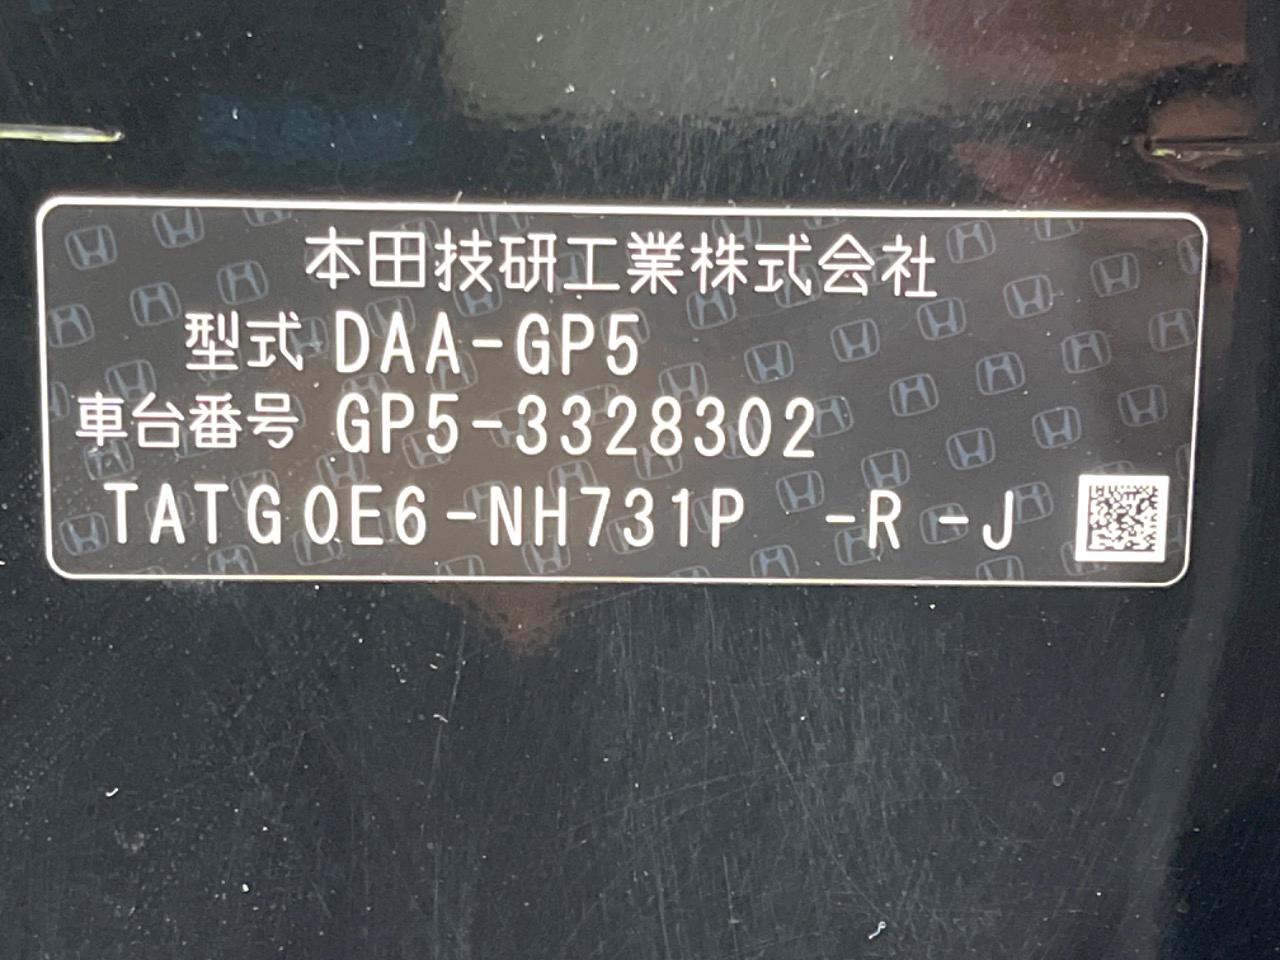 本田技研工業株式会社
型式 DAA-GP5
車台番号 GP5-3328302
TATG0E6-NH731P -R-J